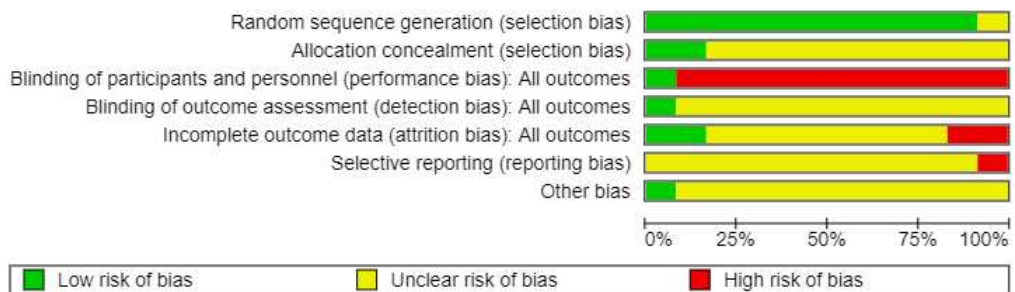 Random sequence generation (selection bias)
Allocation concealment (selection bias)
Blinding of participants and personnel (performance bias): All outcomes
Blinding of outcome assessment (detection bias): All outcomes
Incomplete outcome data (attrition bias): All outcomes
Selective reporting (reporting bias)
Other bias
0% 25% 50% 75% 100%
Low risk of bias Unclear risk of bias High risk of bias